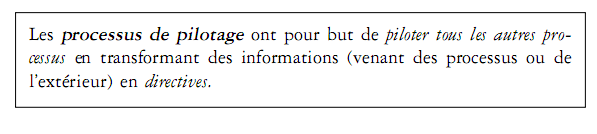 Les processus de pilotage ont pour but de piloter tous les autres pro-
cessus en transformant des informations (venant des processus ou de
l'extérieur) en directives.